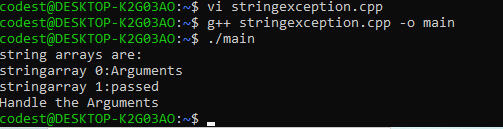 codest@DESKTOP-K2G03AO:~$ vi stringexception.cpp
codest@DESKTOP-K2G03AO:~$ g++ stringexception.cpp -o main
codest@DESKTOP-K2G03AO:~$ ./main
string arrays are:
stringarray 0:Arguments
stringarray 1:passed
Handle the Arguments
codest@DESKTOP-K2G03AO:~$